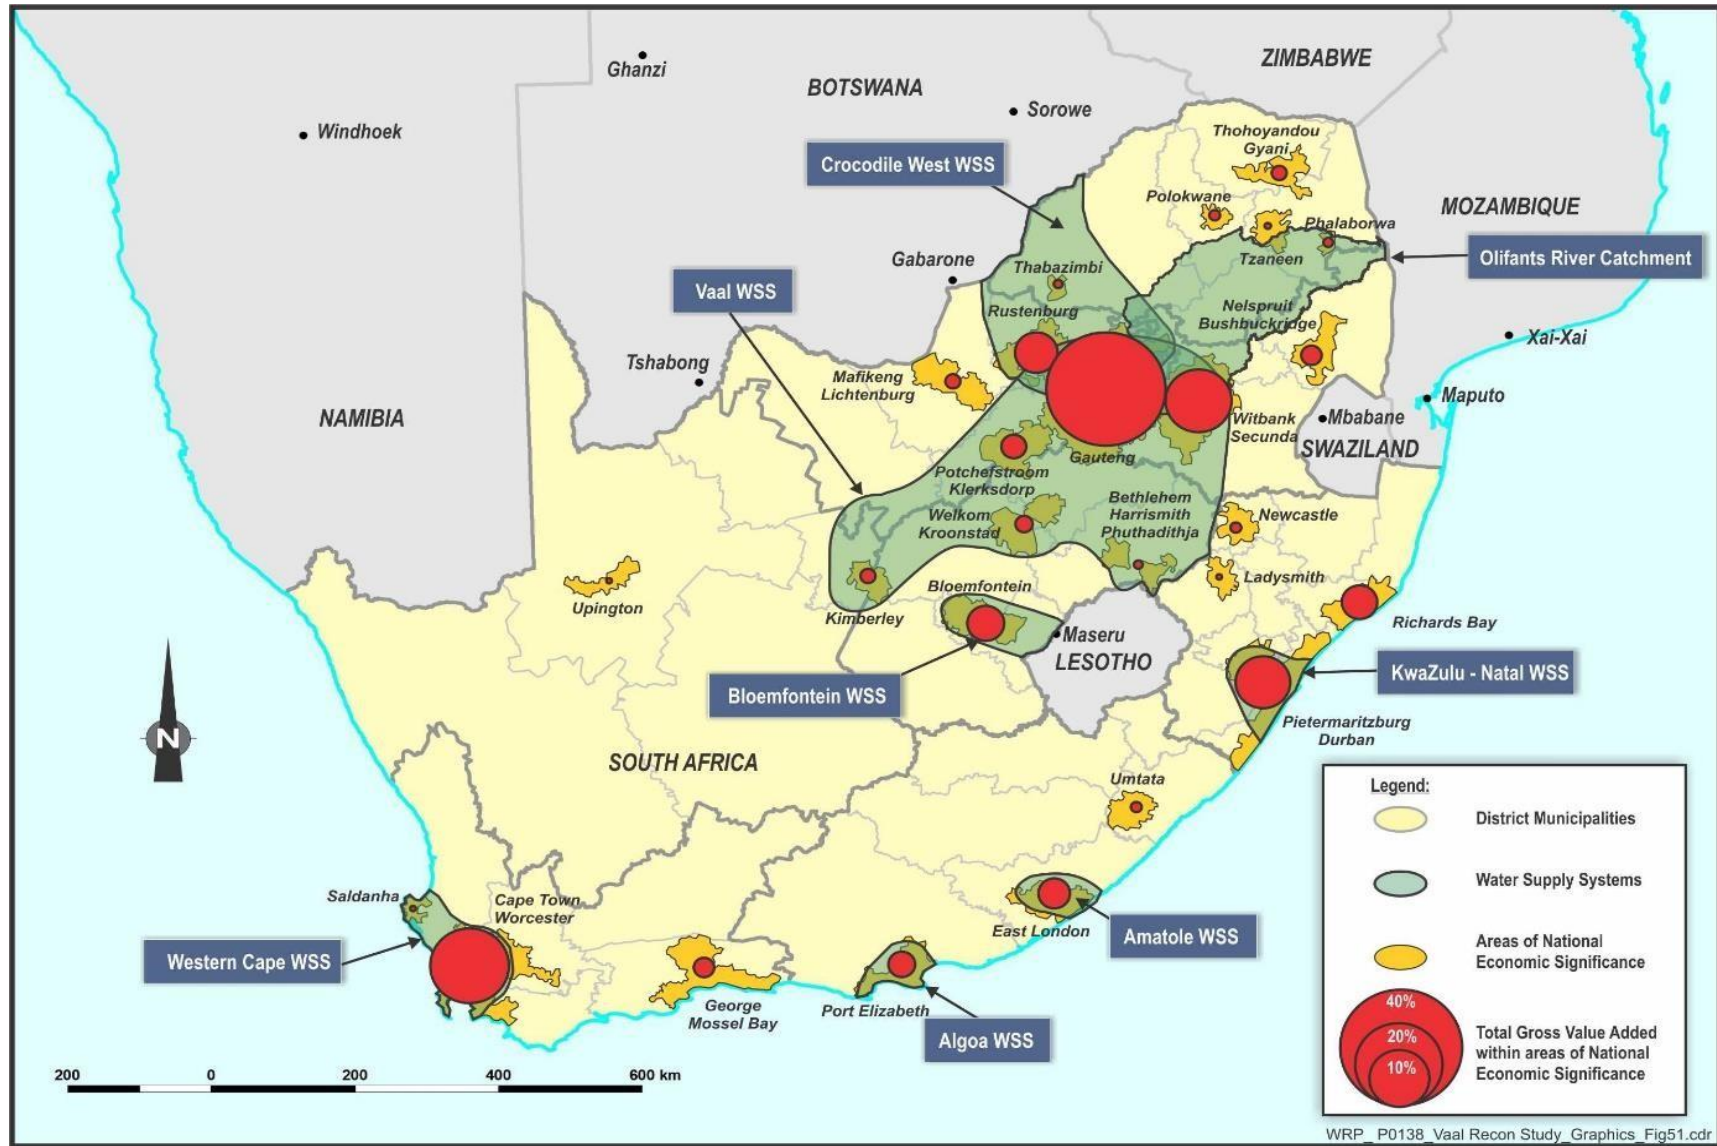 ZIMBABWE
Ghanzi
BOTSWANA
Sorowe
Windhoek
Thohoyandou
Gyani
Crocodile West WSS
Polokwane
MOZAMBIQUE
Phalaborwa
Gabarone
Thabazimbi
Tzaneen
Olifants River Catchment
Vaal WSS
Rustenburg
Nelspruit
Bushbuckridge
Xai-Xai
Tshabong
Mafikeng
Lichtenburg
Maputo
NAMIBIA
Witbank
Secunda
Mbabane
SWAZILAND
Gauteng
Potchefstroom
Klerksdorp
Bethlehem
Harrismith
Phuthadithja
Welkom
Kroonstad
Newcastle
Bloemfontein
Ladysmith
Upington
Kimberley
Richards Bay
Maseru
LESOTHO
KwaZulu - Natal WSS
Bloemfontein WSS
Pietermaritzburg
Durban
N
SOUTH AFRICA
Umtata
Legend:
District Municipalities
Water Supply Systems
Areas of National
Economic Significance
40%
20%
10%
Total Gross Value Added
within areas of National
Economic Significance
Saldanha
Cape Town
Worcester
East London
Amatole WSS
Western Cape WSS
George
Mossel Bay
Port Elizabeth
Algoa WSS
200 0 200 400 600 km
WRP_ P0138_Vaal Recon Study_Graphics_Fig51.cdr